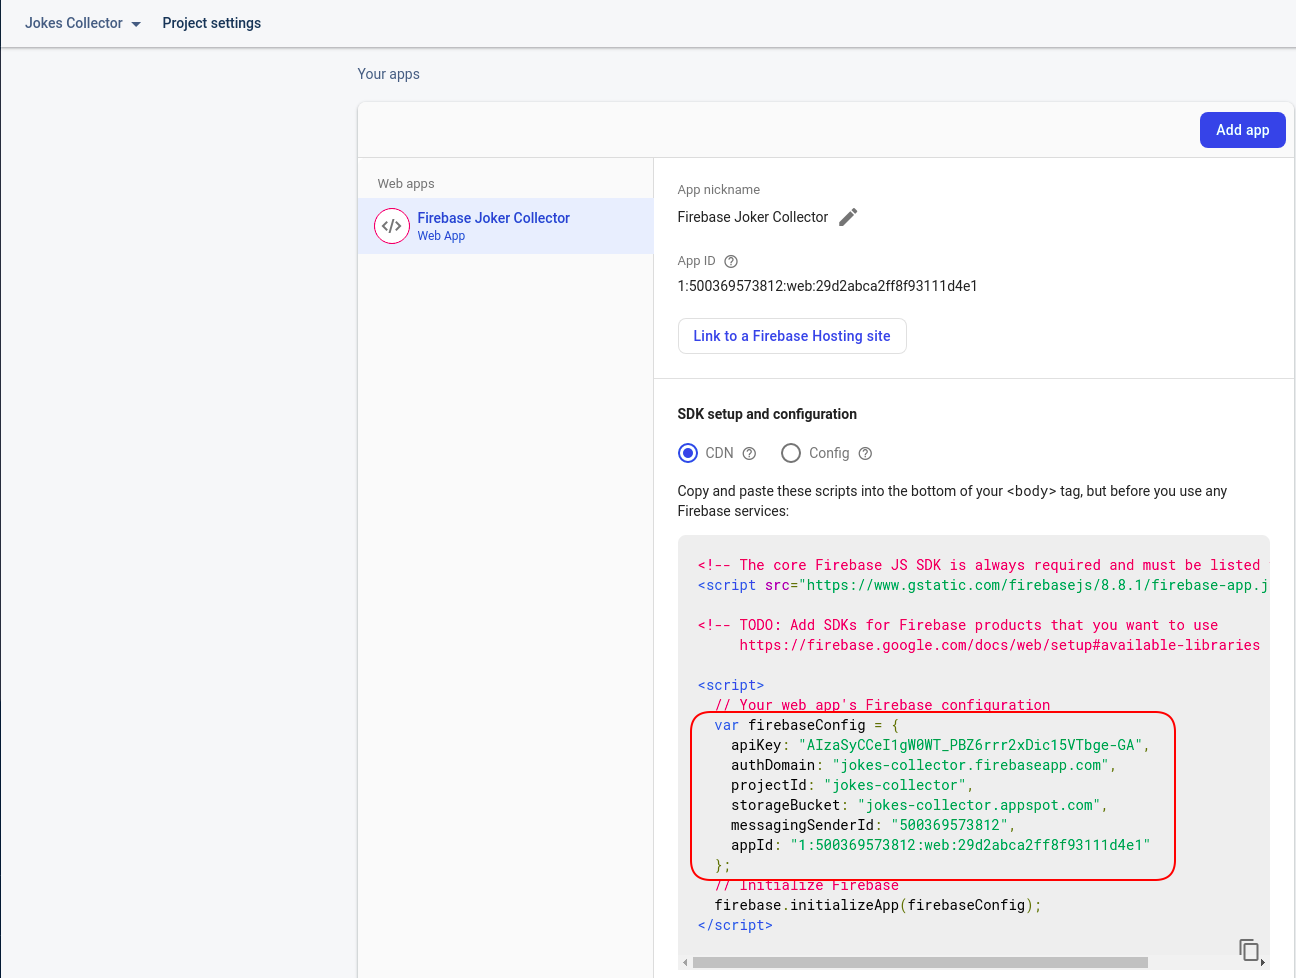 Jokes Collector Project settings
Your apps
Add app
Web apps
</> Firebase Joker Collector
Web App
App nickname
Firebase Joker Collector
App ID ?
1:500369573812:web:29d2abca2ff8f93111d4e1
Link to a Firebase Hosting site
SDK setup and configuration
CDN ? Config ?
Copy and paste these scripts into the bottom of your <body> tag, but before you use any
Firebase services:
<!-- The core Firebase JS SDK is always required and must be listed
<script src="https://www.gstatic.com/firebasejs/8.8.1/firebase-app.j
<!-- TODO: Add SDKs for Firebase products that you want to use
https://firebase.google.com/docs/web/setup#available-libraries
<script>
// Your web app's Firebase configuration
var firebaseConfig = {
apiKey: "AIzaSyCCeI1gW0WT_PBZ6rrr2xDic15VTbge-GA",
authDomain: "jokes-collector.firebaseapp.com",
projectId: "jokes-collector",
storageBucket: "jokes-collector.appspot.com",
messagingSenderId: "500369573812",
appId: "1:500369573812:web:29d2abca2ff8f93111d4e1"
};
// Initialize Firebase
firebase.initializeApp(firebaseConfig);
</script>